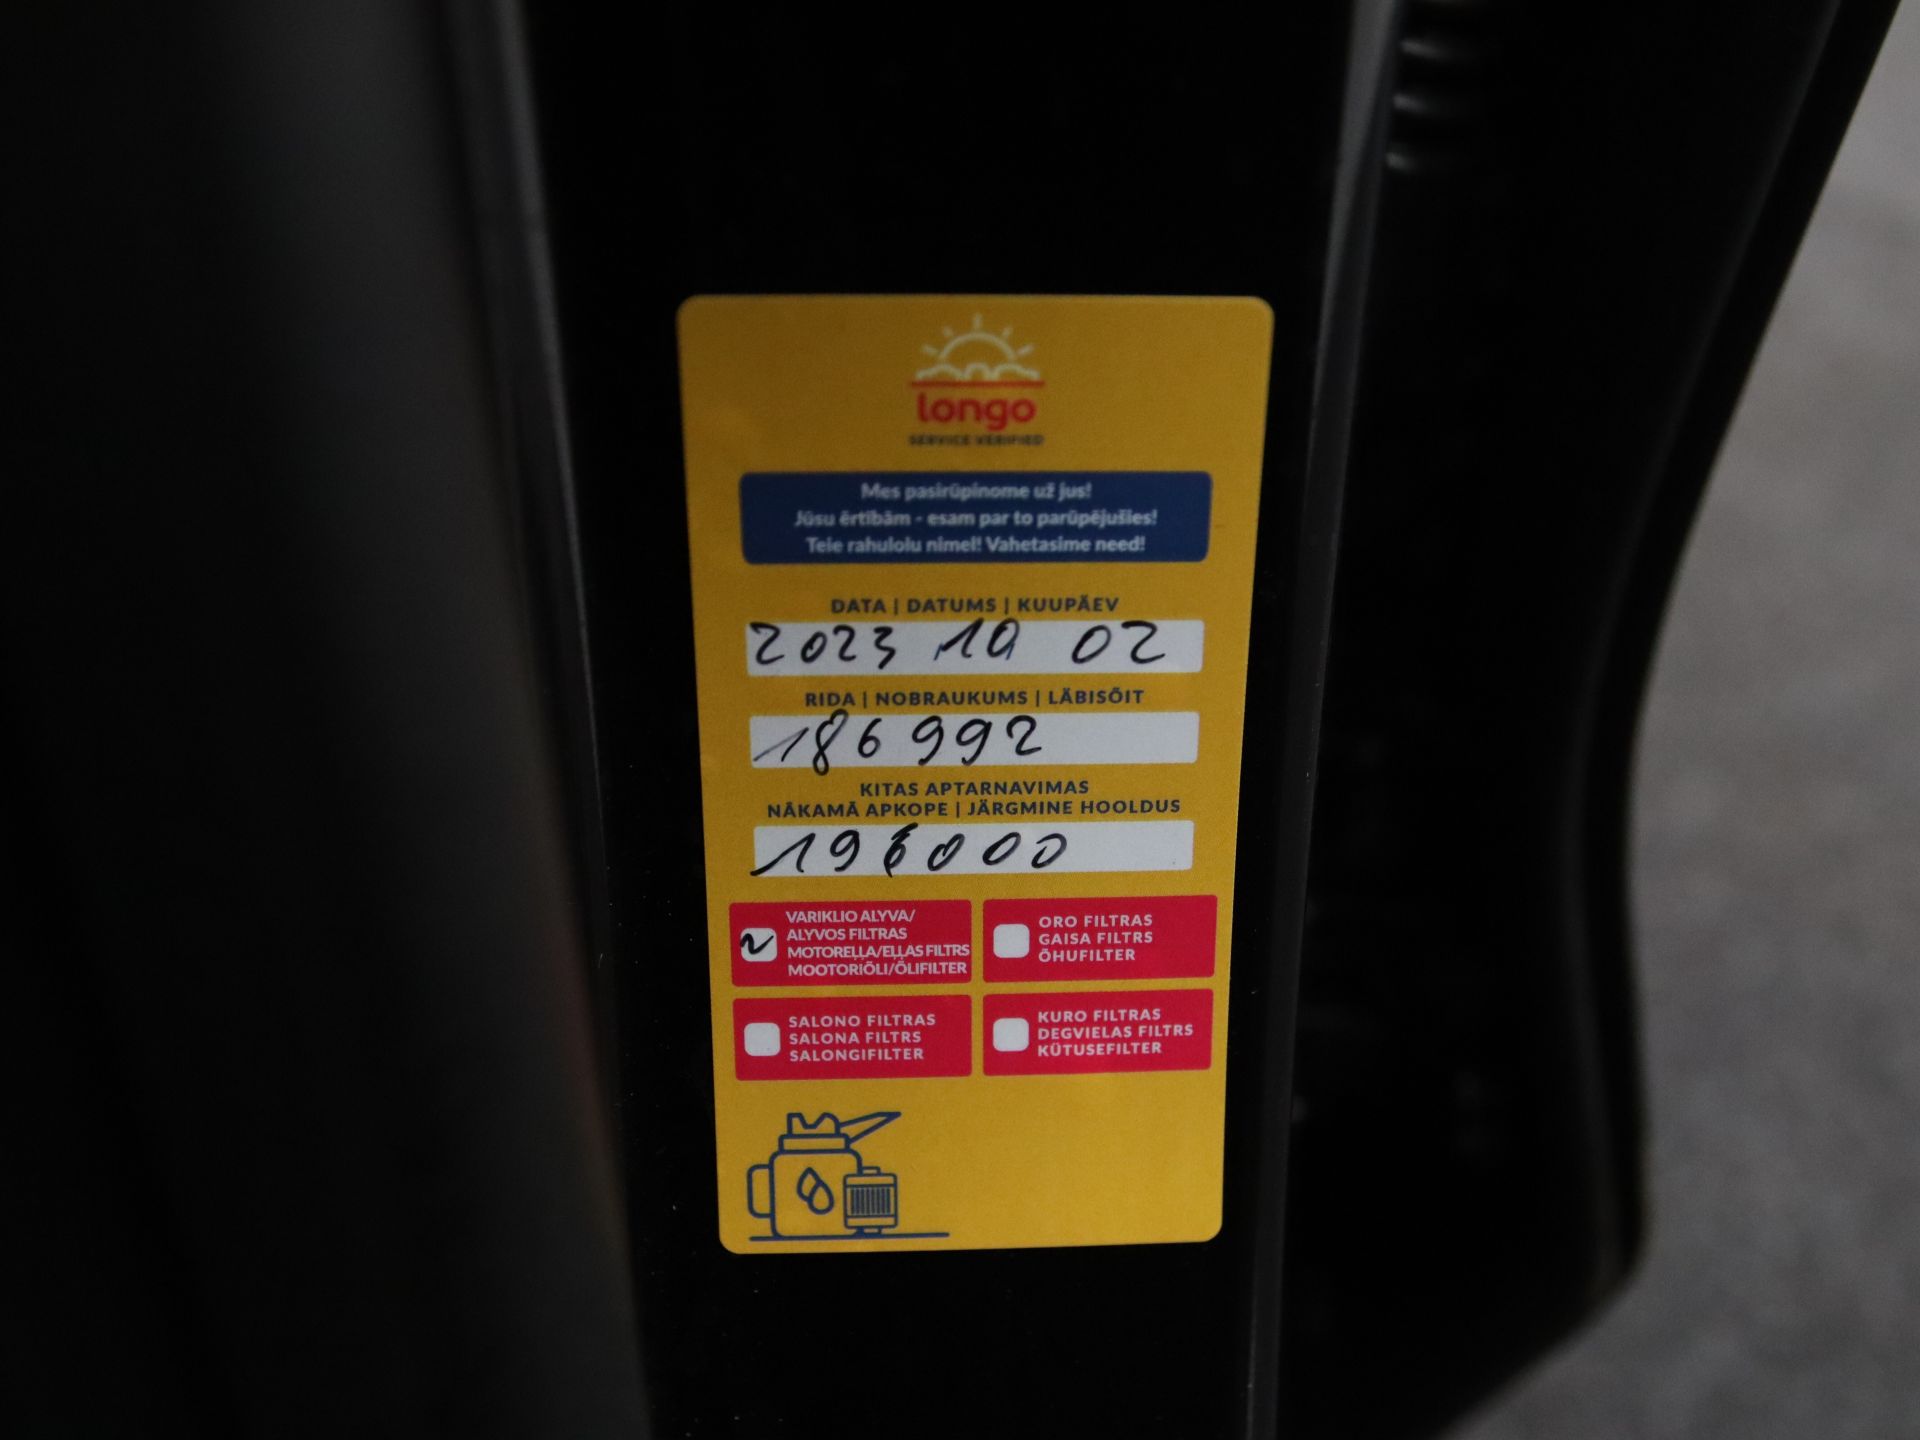 longo
SERVICE VERIFIED
Mes pasirūpinome už jus!
Jūsu ērtībām - esam par to parūpējušies!
Teie rahulolu nimel! Vahetasime need!
DATA | DATUMS | KUUPÄEV
2023 10 02
RIDA | NOBRAUKUMS | LÄBISÕIT
186992
KITAS APTARNAVIMAS
NĀKAMĀ APKOPE | JÄRGMINE HOOLDUS
196000
VARIKLIO ALYVA/
ALYVOS FILTRAS
MOTOREĻĻA/EĻĻAS FILTRS
MOOTORIÕLI/ÕLIFILTER
ORO FILTRAS
GAISA FILTRS
ÕHUFILTER
SALONO FILTRAS
SALONA FILTRS
SALONGIFILTER
KURO FILTRAS
DEGVIELAS FILTRS
KÜTUSEFILTER